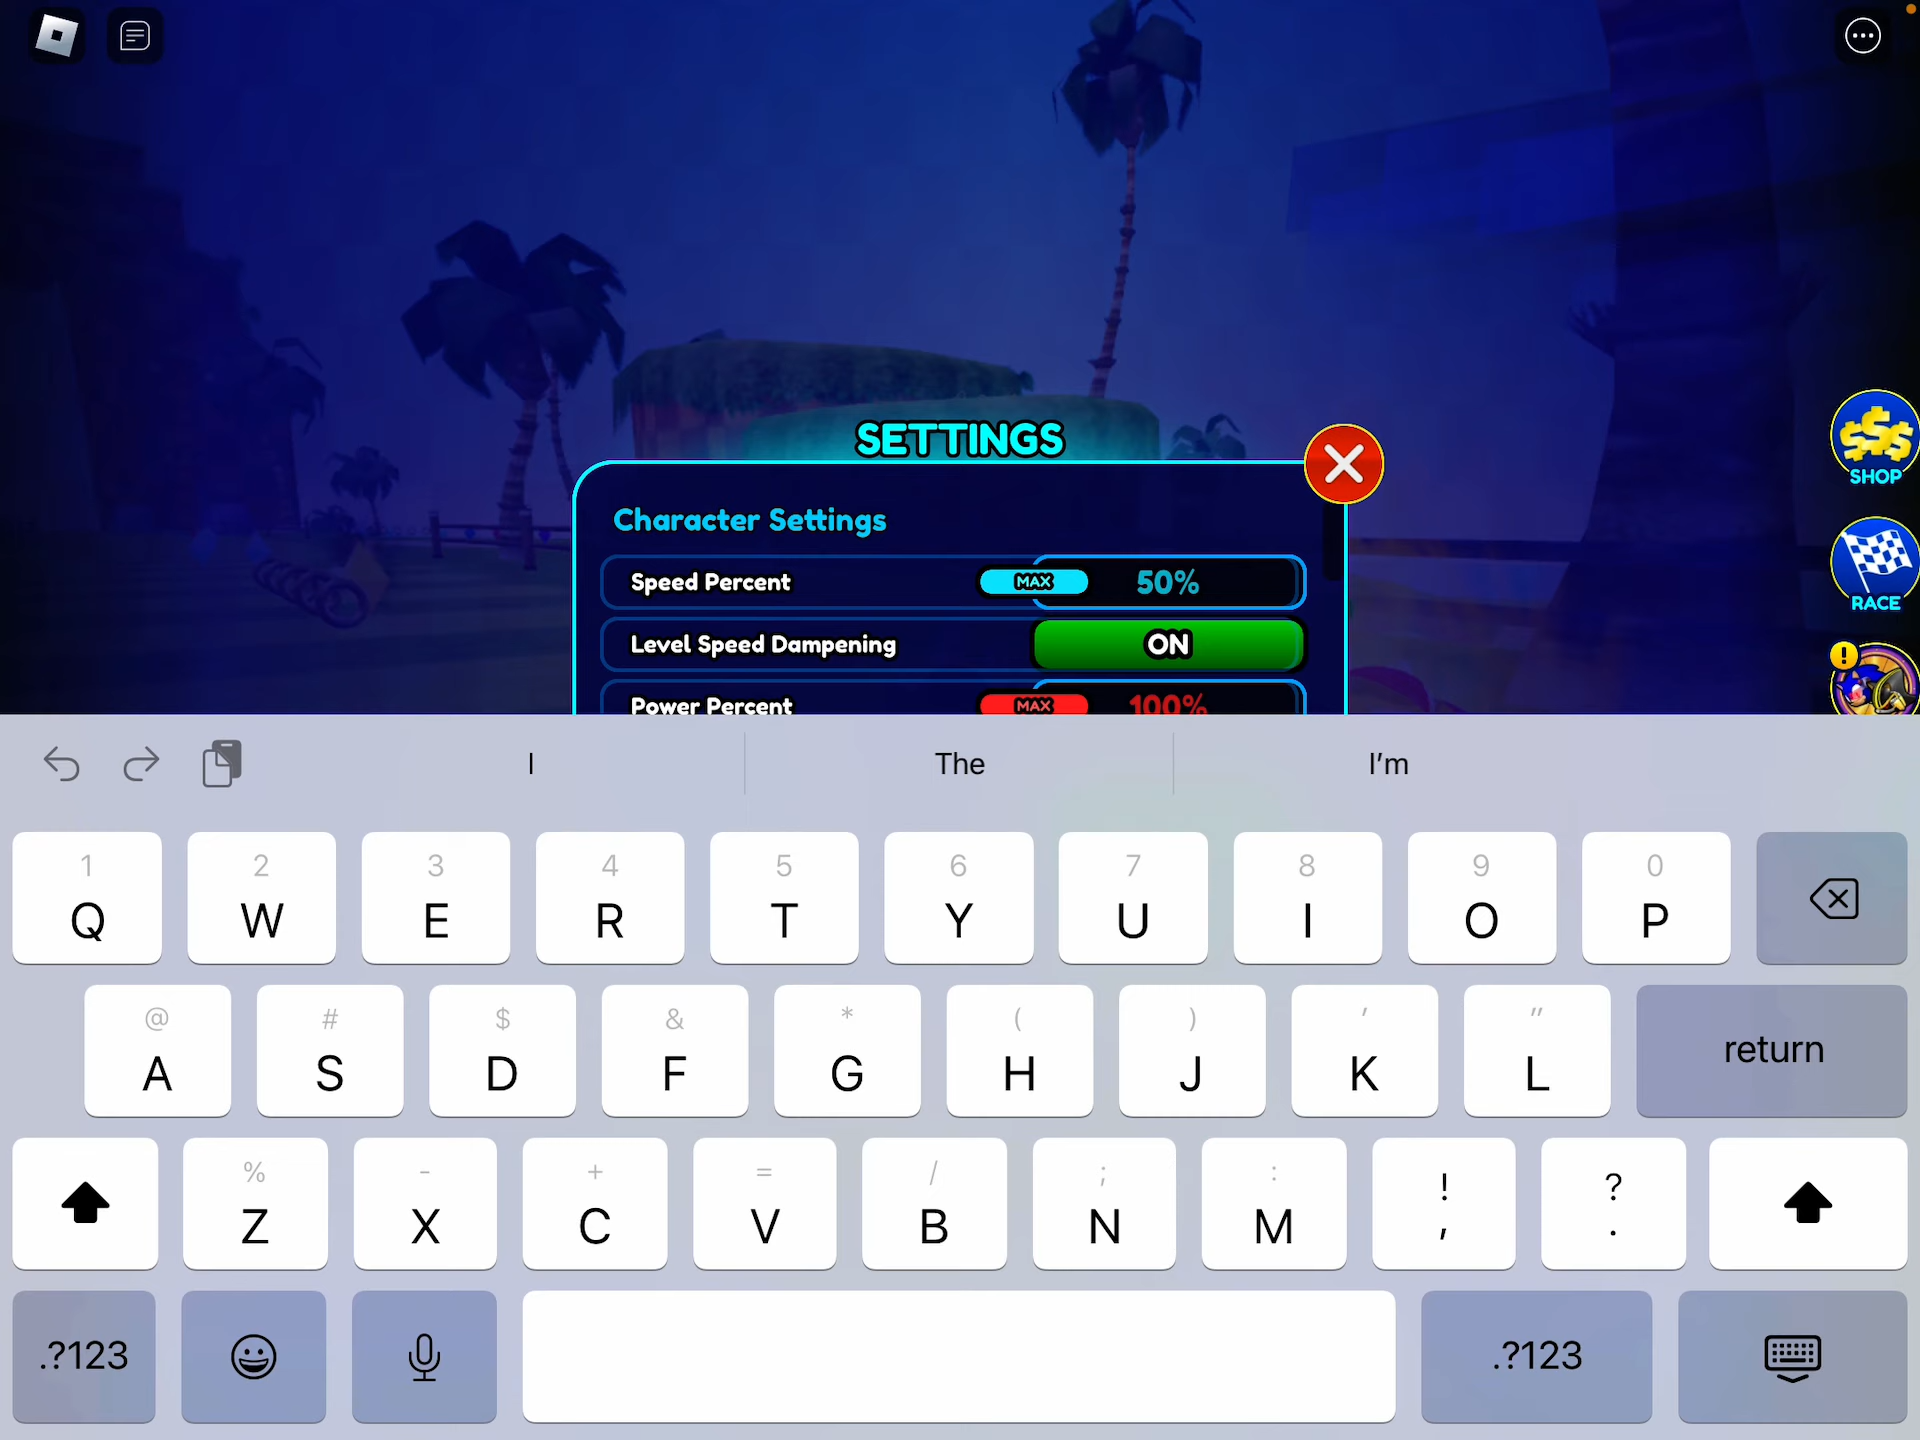 SETTINGS
Character Settings
Speed Percent MAX 50%
Level Speed Dampening ON
Power Percent MAX 100%
$$$
SHOP
RACE
!
I The I'm
1 2 3 4 5 6 7 8 9 0
Q W E R T Y U I O P
@ # $ & * ( ) ' "
A S D F G H J K L return
% - + = / ; : ! ?
Z X C V B N M , .
.?123 .?123